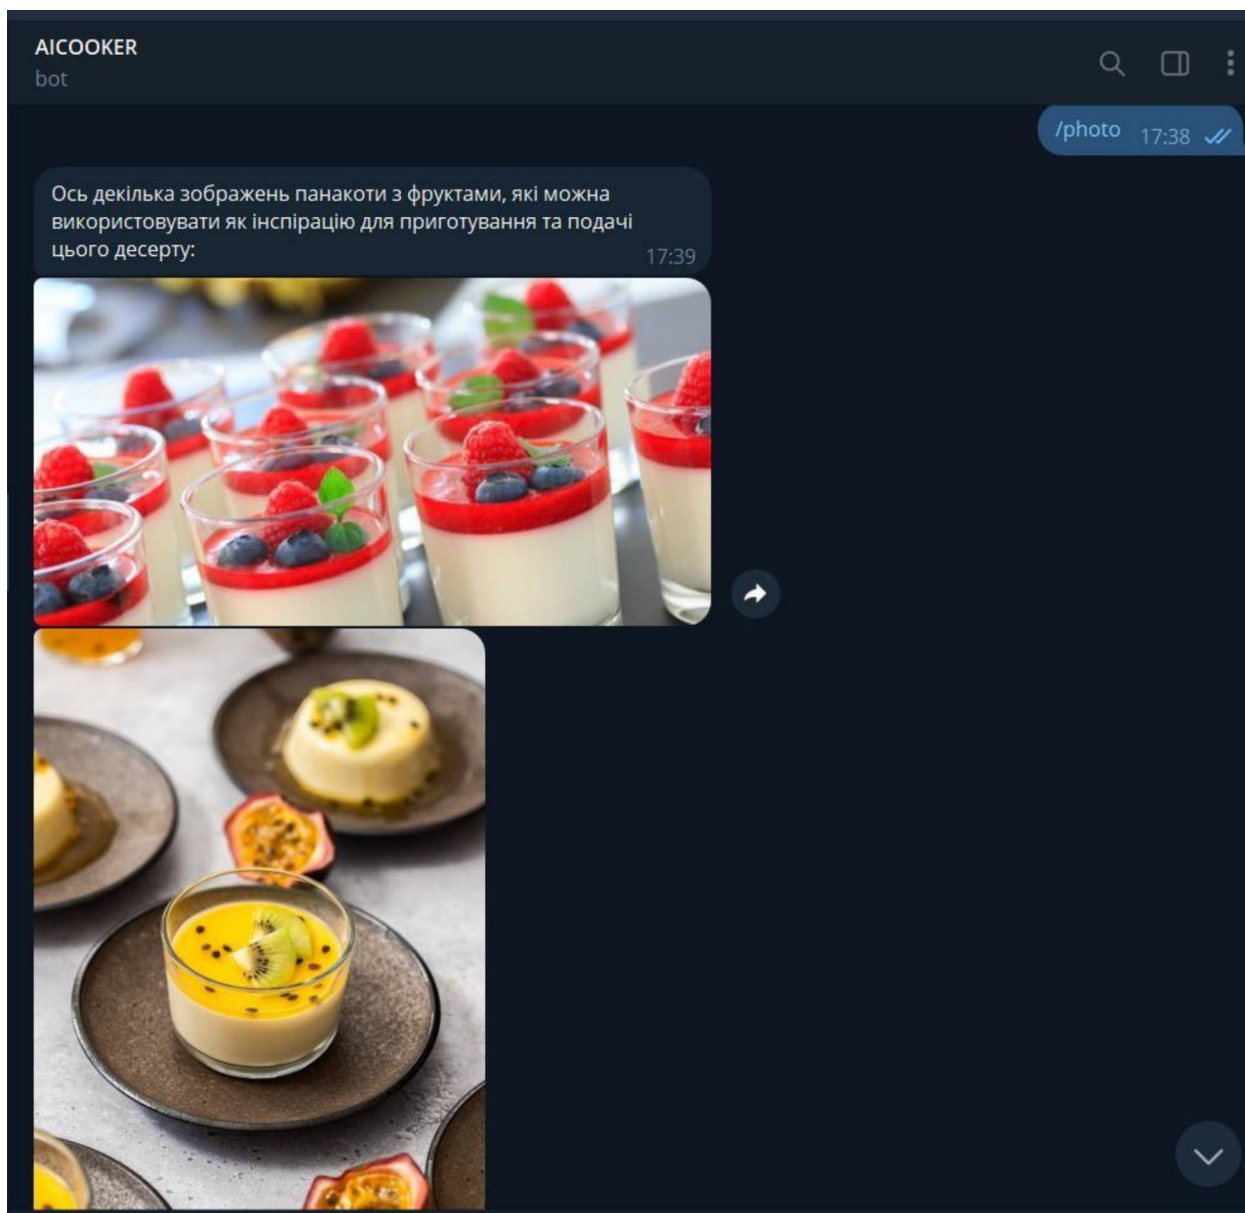 AICOOKER
bot
/photo 17:38
Ось декілька зображень панакоти з фруктами, які можна
використовувати як інспірацію для приготування та подачі
цього десерту:
17:39